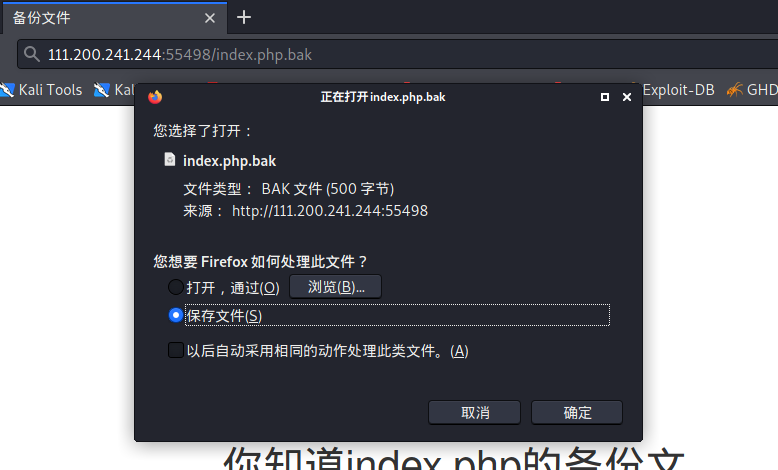 备份文件
111.200.241.244:55498/index.php.bak
Kali Tools Kal Exploit-DB GHD
正在打开 index.php.bak
您选择了打开：
index.php.bak
文件类型： BAK 文件 (500 字节)
来源： http://111.200.241.244:55498
您想要 Firefox 如何处理此文件？
打开，通过(O) 浏览(B)...
保存文件(S)
以后自动采用相同的动作处理此类文件。(A)
取消 确定
你知道index.php的备份文